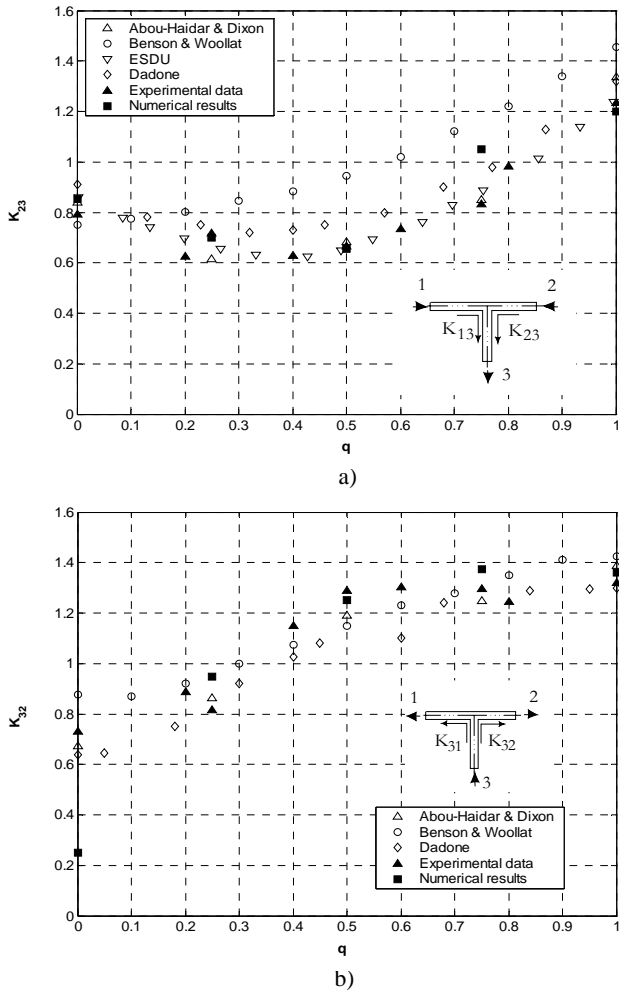 1.6
1.4
1.2
1
0.8
0.6
0.4
0.2
0
K23
Abou-Haidar & Dixon
Benson & Woollat
ESDU
Dadone
Experimental data
Numerical results
1
2
K13
K23
3
0 0.1 0.2 0.3 0.4 0.5 0.6 0.7 0.8 0.9 1
q
a)
1.6
1.4
1.2
1
0.8
0.6
0.4
0.2
0
K32
1
2
K31
K32
3
Abou-Haidar & Dixon
Benson & Woollat
Dadone
Experimental data
Numerical results
0 0.1 0.2 0.3 0.4 0.5 0.6 0.7 0.8 0.9 1
q
b)